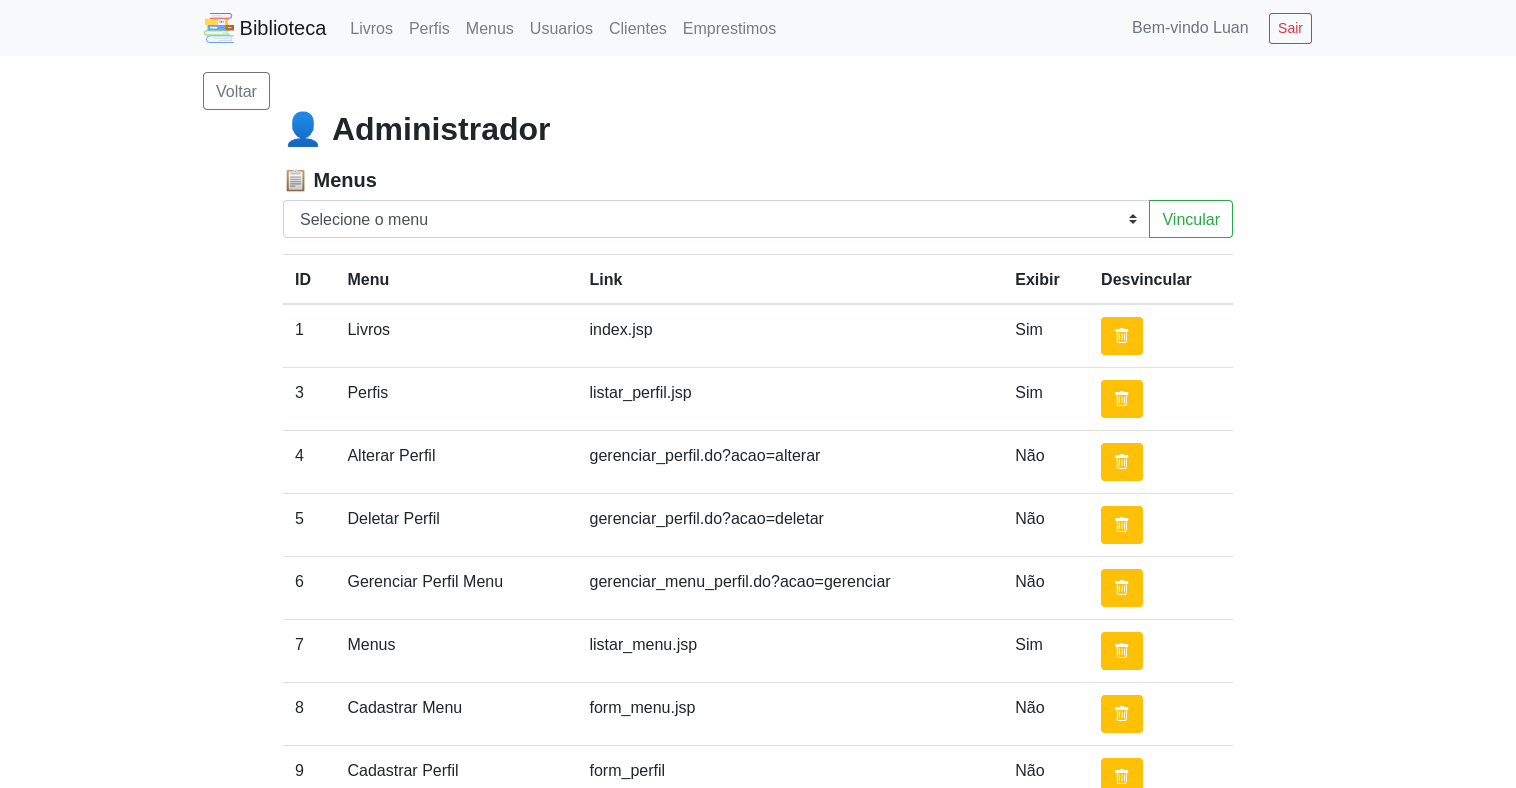 Biblioteca Livros Perfis Menus Usuarios Clientes Emprestimos Bem-vindo Luan Sair
Voltar
Administrador
Menus
Selecione o menu Vincular
ID Menu Link Exibir Desvincular
1 Livros index.jsp Sim
3 Perfis listar_perfil.jsp Sim
4 Alterar Perfil gerenciar_perfil.do?acao=alterar Não
5 Deletar Perfil gerenciar_perfil.do?acao=deletar Não
6 Gerenciar Perfil Menu gerenciar_menu_perfil.do?acao=gerenciar Não
7 Menus listar_menu.jsp Sim
8 Cadastrar Menu form_menu.jsp Não
9 Cadastrar Perfil form_perfil Não